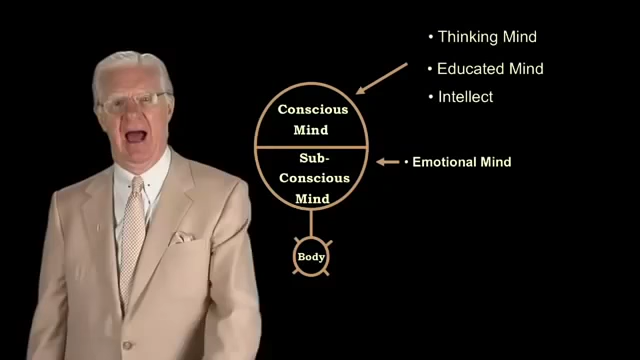 • Thinking Mind
• Educated Mind
• Intellect
Conscious
Mind
Sub-
Conscious
Mind
• Emotional Mind
Body